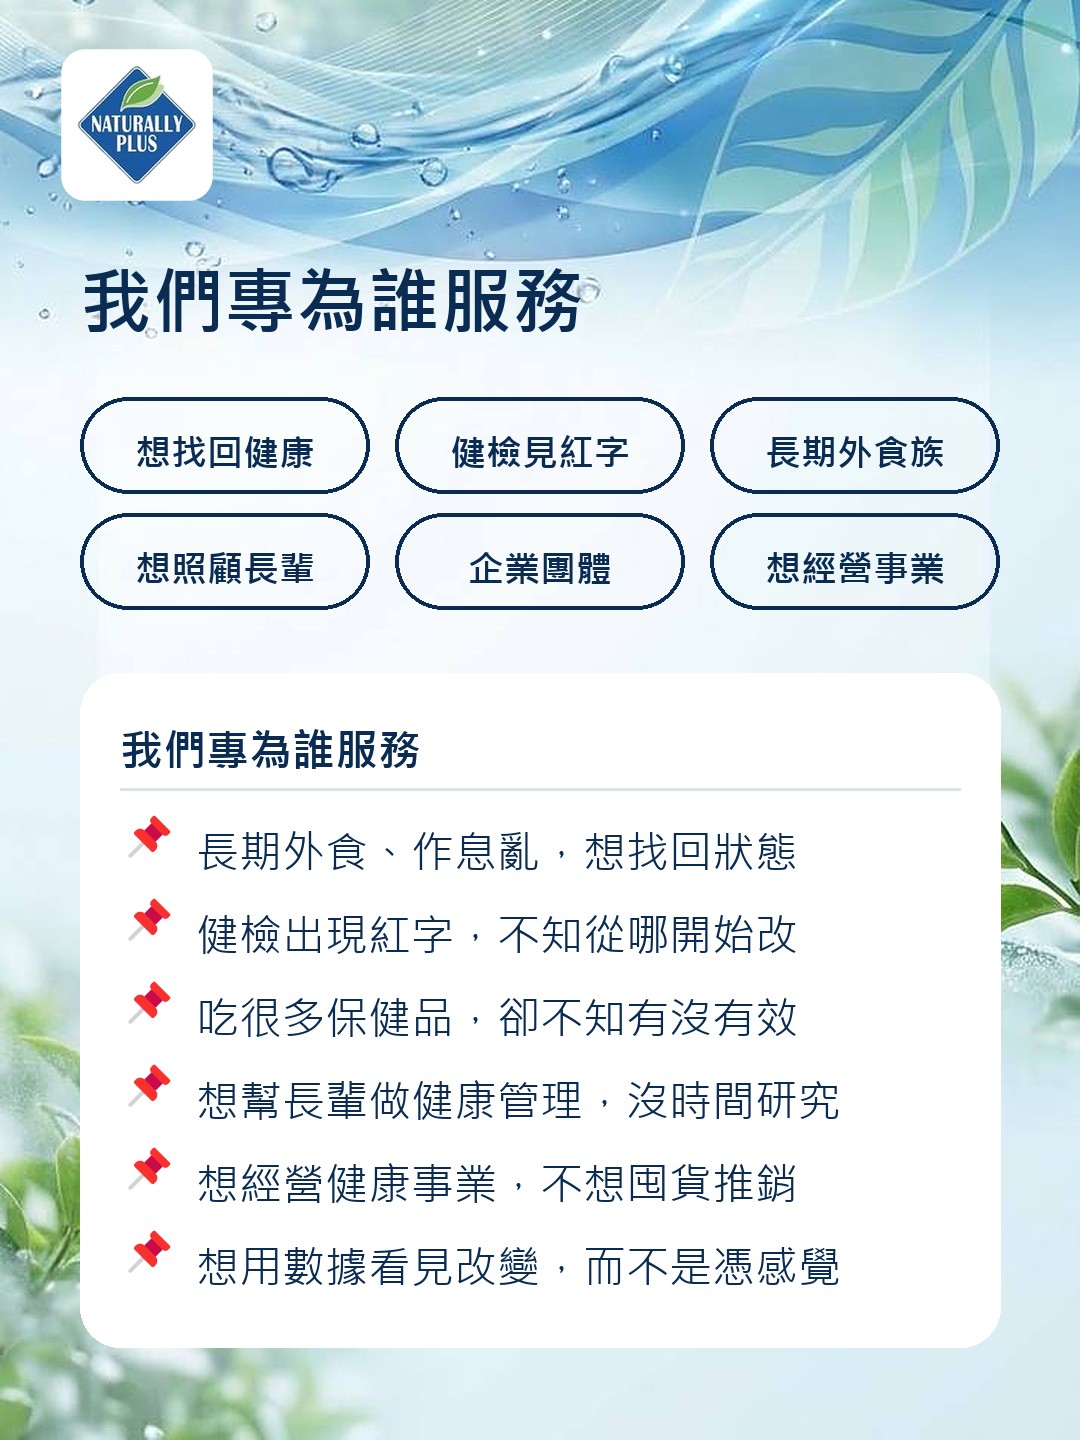 NATURALLY
PLUS
我們專為誰服務
想找回健康
健檢見紅字
長期外食族
想照顧長輩
企業團體
想經營事業
我們專為誰服務
長期外食、作息亂，想找回狀態
健檢出現紅字，不知從哪開始改
吃很多保健品，卻不知有沒有效
想幫長輩做健康管理，沒時間研究
想經營健康事業，不想囤貨推銷
想用數據看見改變，而不是憑感覺